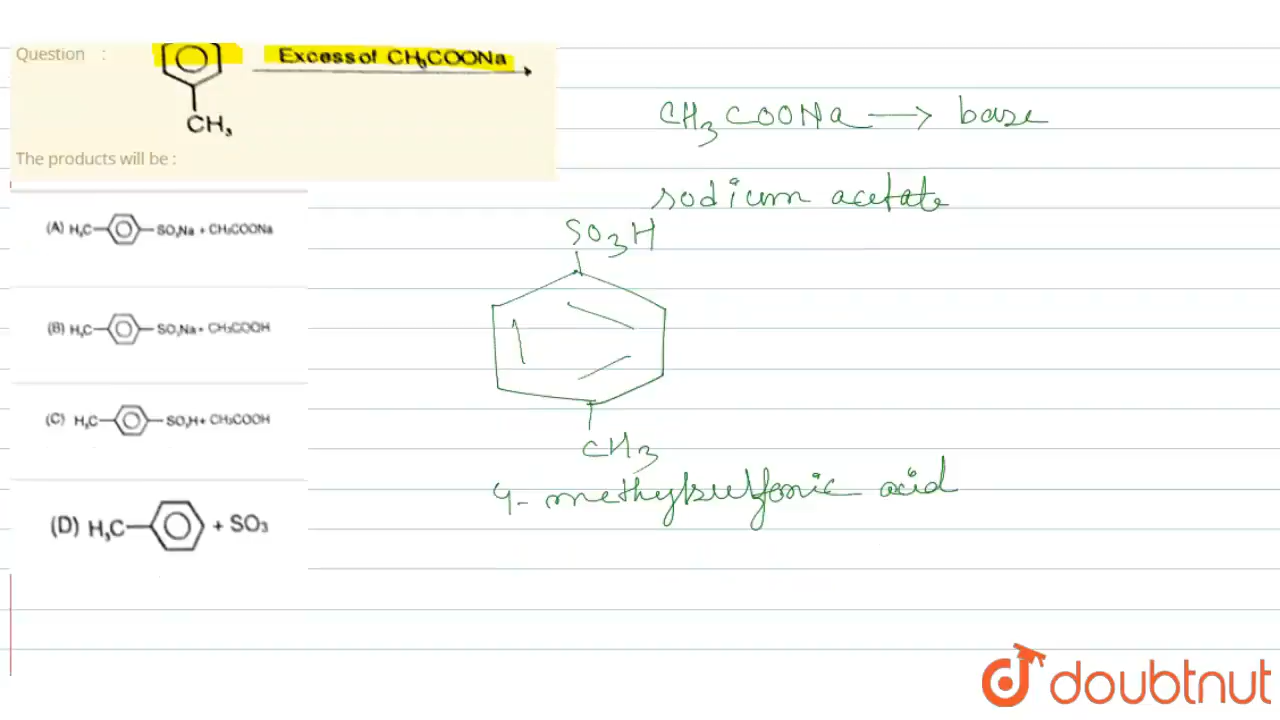 Question :
Excess of CH₃COONa
CH₃
The products will be :
(A) H₃C SO₃Na + CH₃COONa
(B) H₃C SO₃Na + CH₃COOH
(C) H₃C SO₃H + CH₃COOH
(D) H₃C + SO₃
CH₃COONa → base
sodium acetate
SO₃H
CH₃
4- methylsulfonic acid
doubtnut